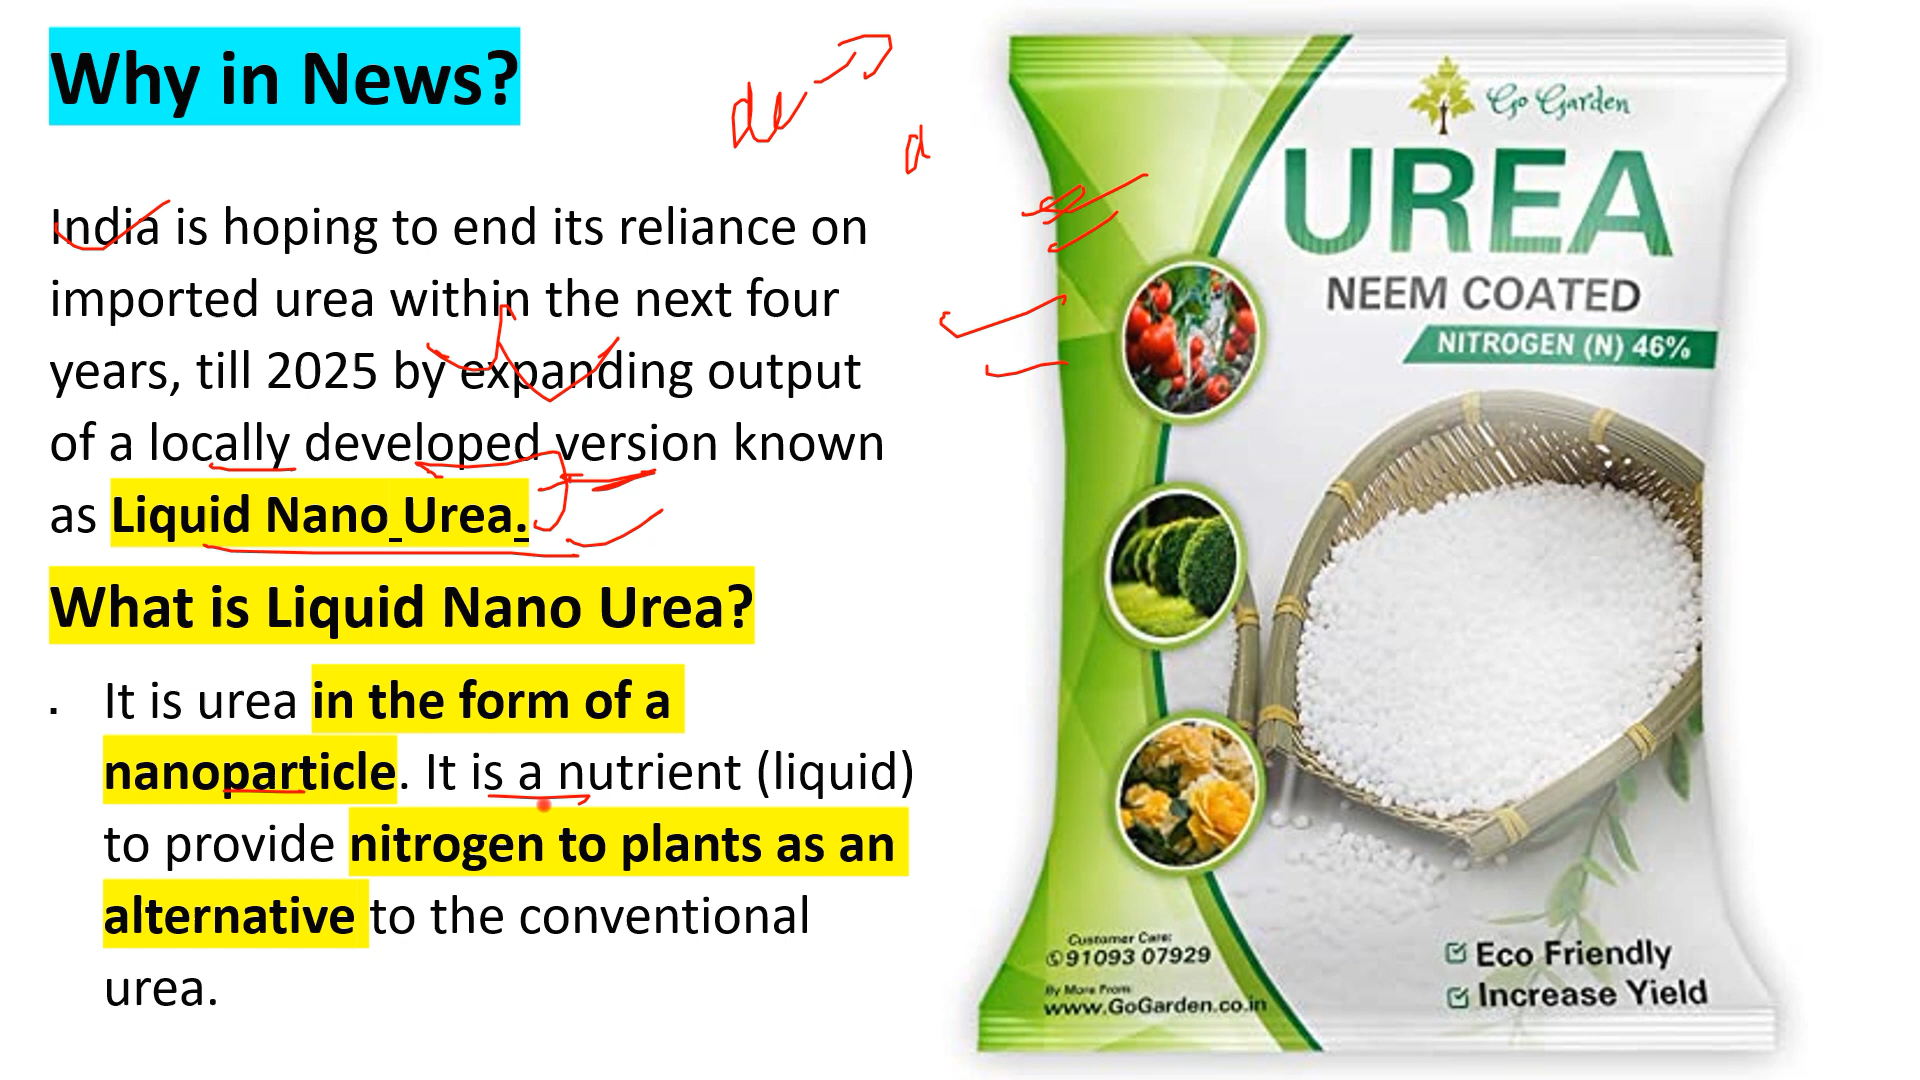 Why in News?
India is hoping to end its reliance on
imported urea within the next four
years, till 2025 by expanding output
of a locally developed version known
as Liquid Nano Urea.
What is Liquid Nano Urea?
. It is urea in the form of a
nanoparticle. It is a nutrient (liquid)
to provide nitrogen to plants as an
alternative to the conventional
urea.
de
d
Go Garden
UREA
NEEM COATED
NITROGEN (N) 46%
Customer Care:
91093 07929
By More From
www.GoGarden.co.in
Eco Friendly
Increase Yield